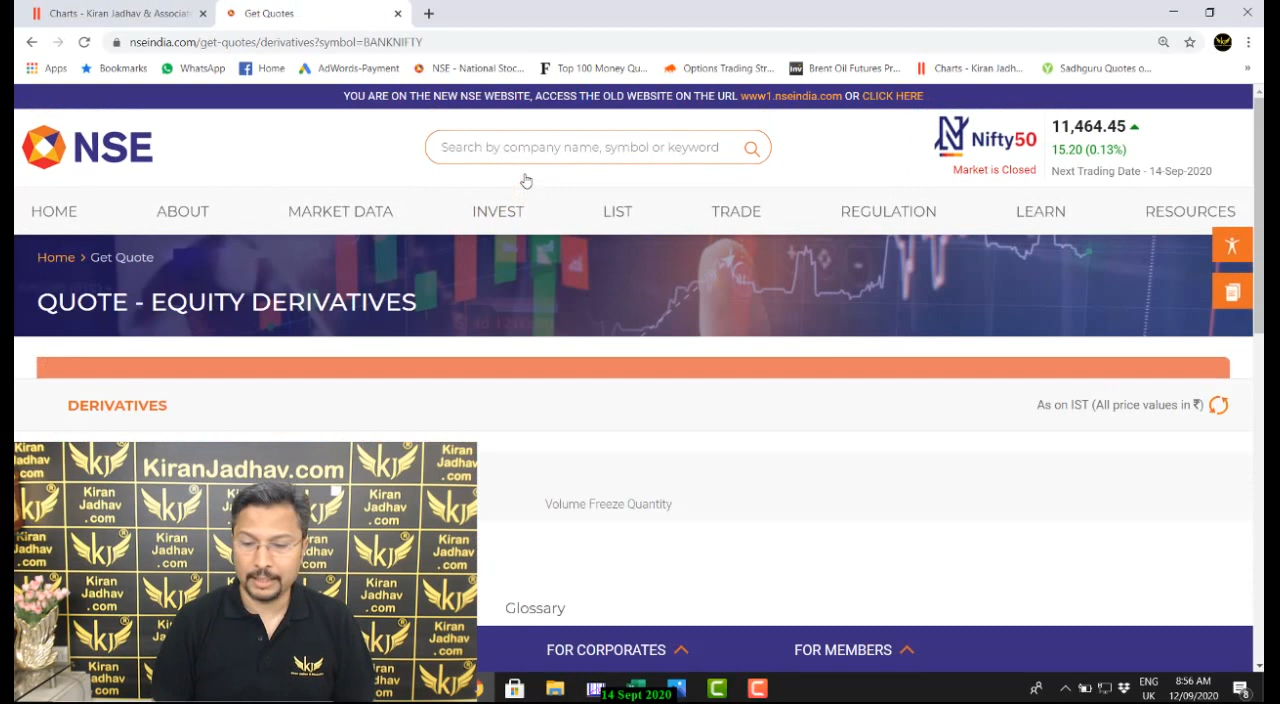 Charts - Kiran Jadhav & Associat
Get Quotes
nseindia.com/get-quotes/derivatives?symbol=BANKNIFTY
Apps Bookmarks WhatsApp Home AdWords-Payment NSE - National Stoc... Top 100 Money Qu... Options Trading Str... Brent Oil Futures Pr... Charts - Kiran Jadh... Sadhguru Quotes o...
YOU ARE ON THE NEW NSE WEBSITE, ACCESS THE OLD WEBSITE ON THE URL www1.nseindia.com OR CLICK HERE
NSE
Search by company name, symbol or keyword
Nifty50
11,464.45
15.20 (0.13%)
Market is Closed
Next Trading Date - 14-Sep-2020
HOME ABOUT MARKET DATA INVEST LIST TRADE REGULATION LEARN RESOURCES
Home > Get Quote
QUOTE - EQUITY DERIVATIVES
DERIVATIVES
As on IST (All price values in ₹)
Volume Freeze Quantity
Glossary
FOR CORPORATES
FOR MEMBERS
KiranJadhav.com
Kiran
Jadhav
.com
14 Sept 2020
ENG
UK
8:56 AM
12/09/2020
8